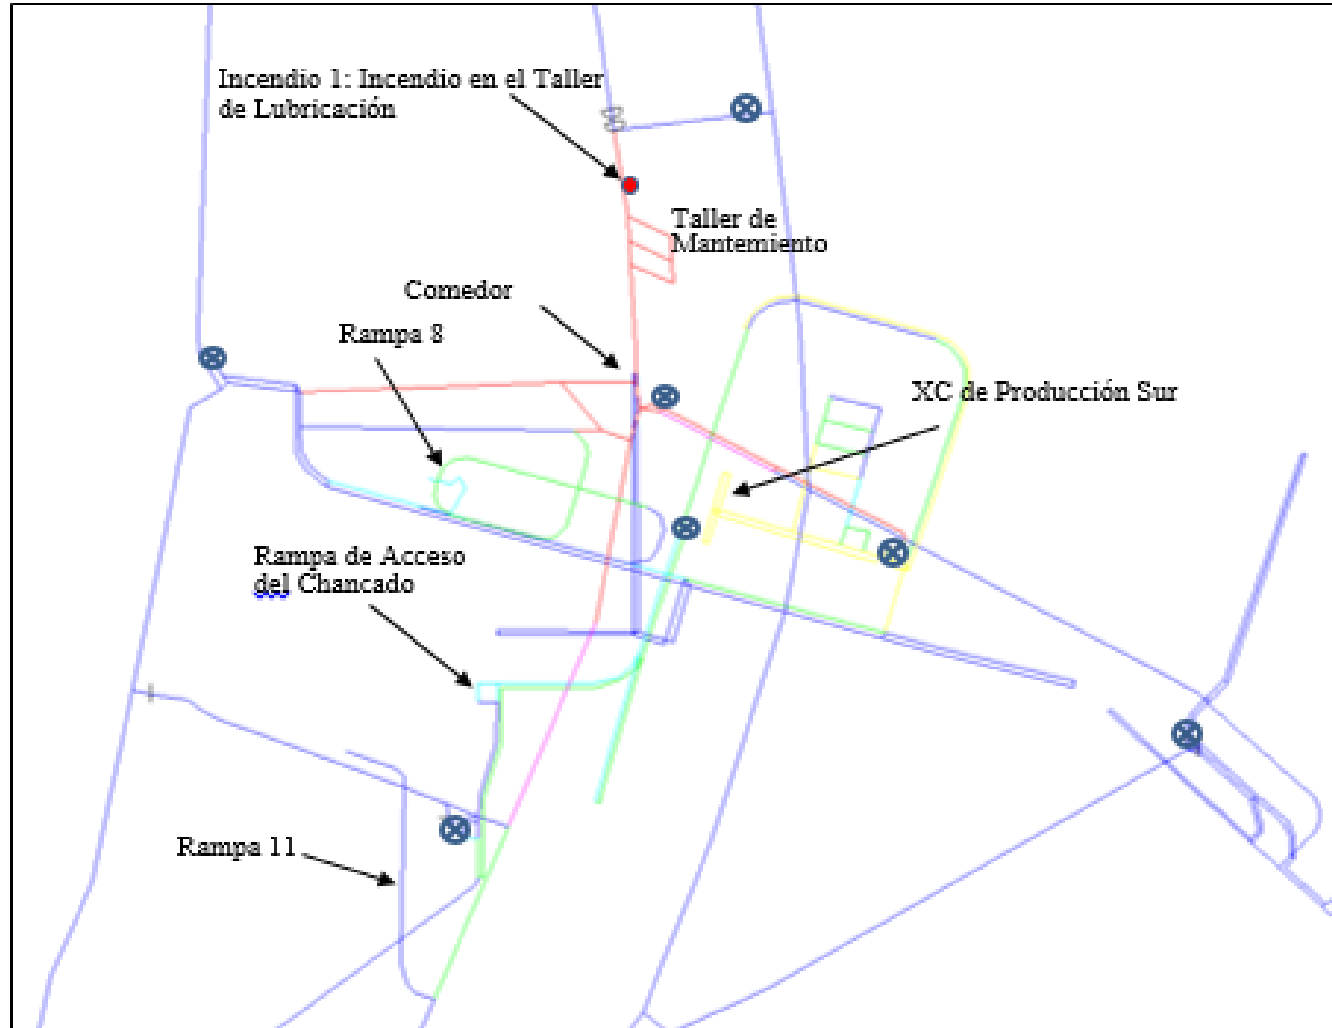 Incendio 1: Incendio en el Taller
de Lubricación
Taller de
Mantemiento
Comedor
Rampa 8
XC de Producción Sur
Rampa de Acceso
del Chancado
Rampa 11